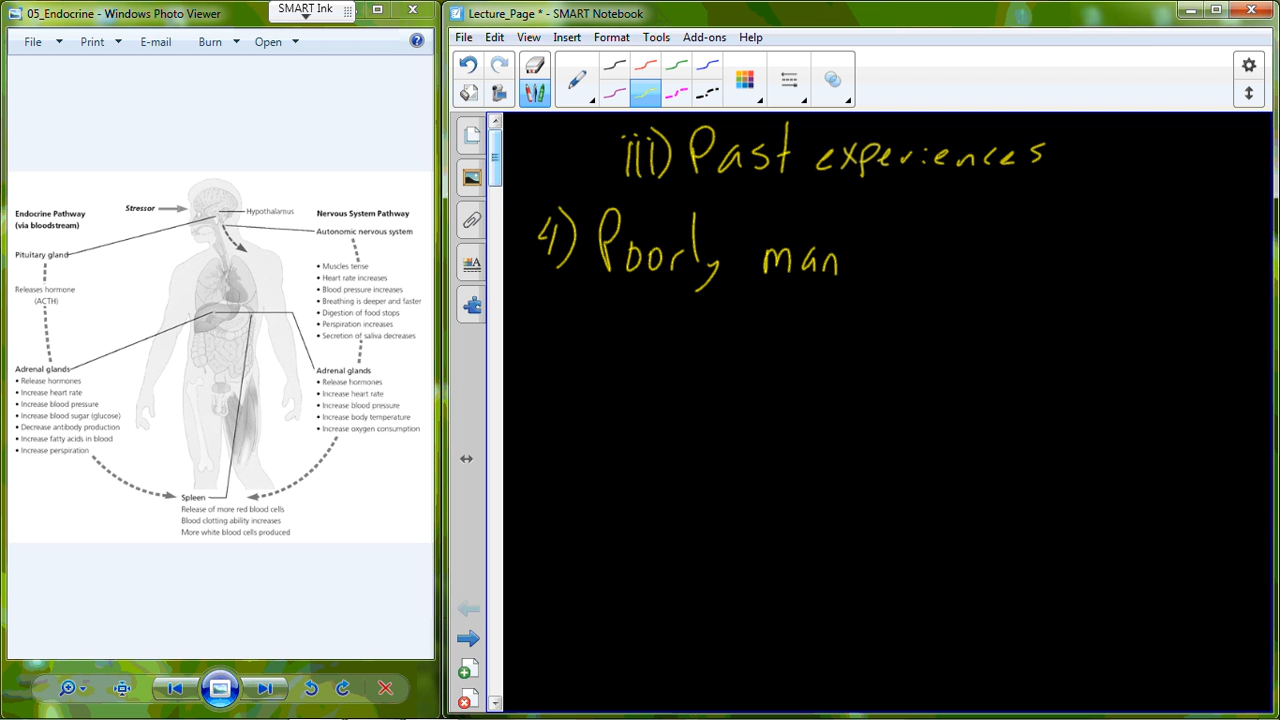 05_Endocrine - Windows Photo Viewer
SMART Ink
File Print E-mail Burn Open
Endocrine Pathway
(via bloodstream)
Stressor
Hypothalamus
Nervous System Pathway
Autonomic nervous system
Pituitary gland
Releases hormone
(ACTH)
• Muscles tense
• Heart rate increases
• Blood pressure increases
• Breathing is deeper and faster
• Digestion of food stops
• Perspiration increases
• Secretion of saliva decreases
Adrenal glands
• Release hormones
• Increase heart rate
• Increase blood pressure
• Increase blood sugar (glucose)
• Decrease antibody production
• Increase fatty acids in blood
• Increase perspiration
Adrenal glands
• Release hormones
• Increase heart rate
• Increase blood pressure
• Increase body temperature
• Increase oxygen consumption
Spleen
Release of more red blood cells
Blood clotting ability increases
More white blood cells produced
Lecture_Page * - SMART Notebook
File Edit View Insert Format Tools Add-ons Help
iii) Past experiences
4) Poorly man